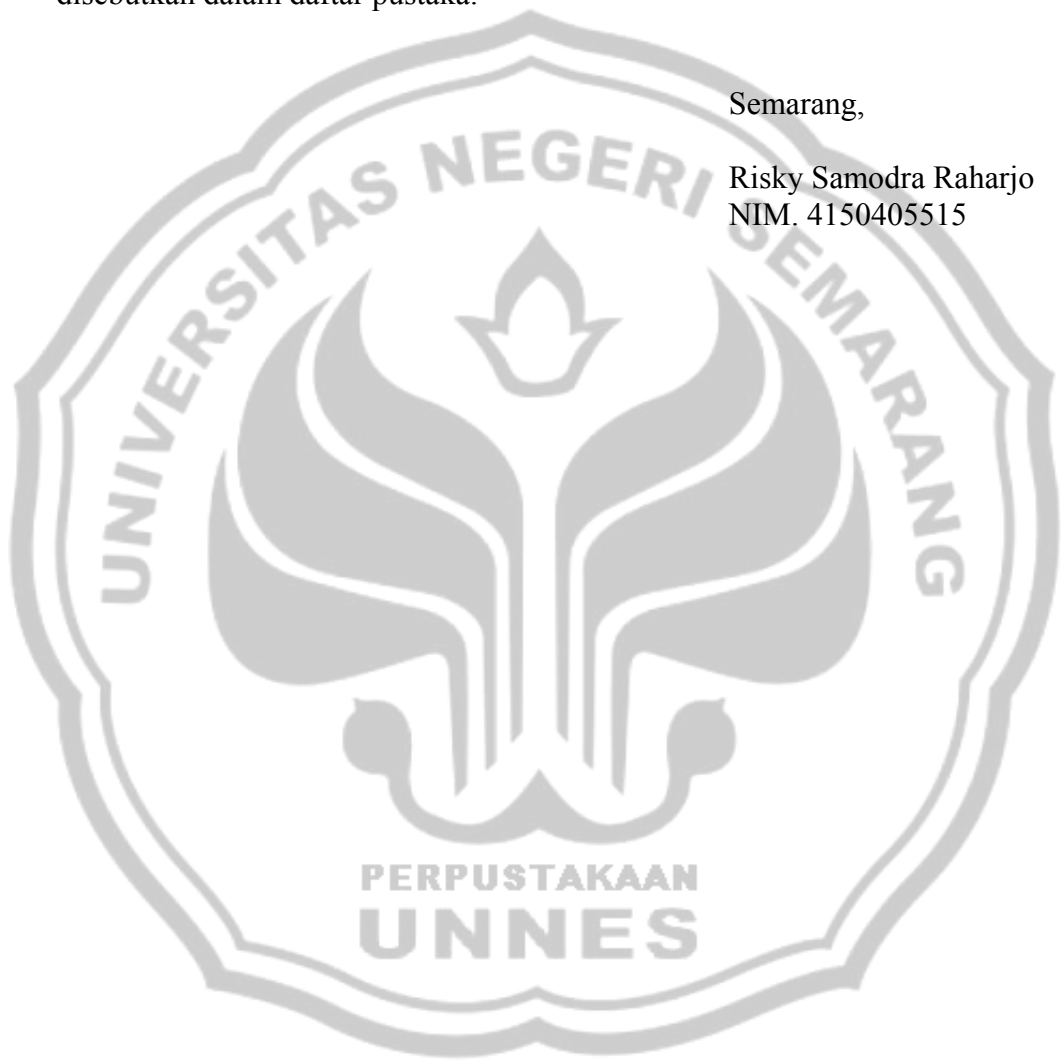 disebutkan dalam daftar pustaka.
Semarang,
Risky Samodra Raharjo
NIM. 4150405515
UNIVERSITAS NEGERI SEMARANG
PERPUSTAKAAN
UNNES